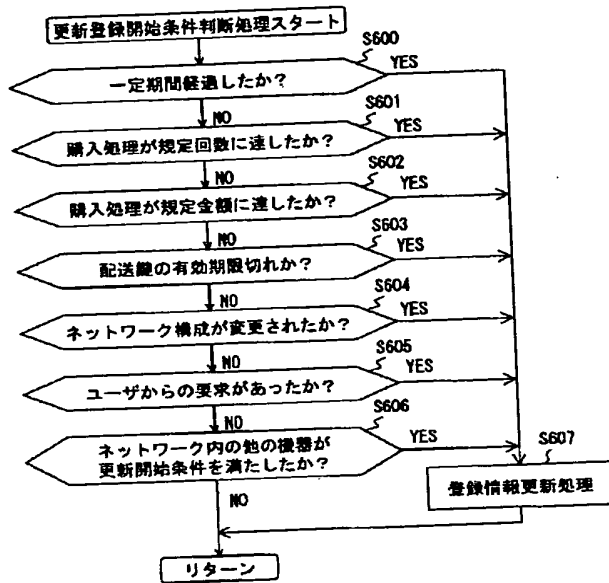 更新登録開始条件判断処理スタート
S600
一定期間経過したか?
YES
NO
S601
購入処理が規定回数に達したか?
YES
NO
S602
購入処理が規定金額に達したか?
YES
NO
S603
配送鍵の有効期限切れか?
YES
NO
S604
ネットワーク構成が変更されたか?
YES
NO
S605
ユーザからの要求があったか?
YES
NO
S606
ネットワーク内の他の機器が
更新開始条件を満たしたか?
YES
NO
S607
登録情報更新処理
リターン